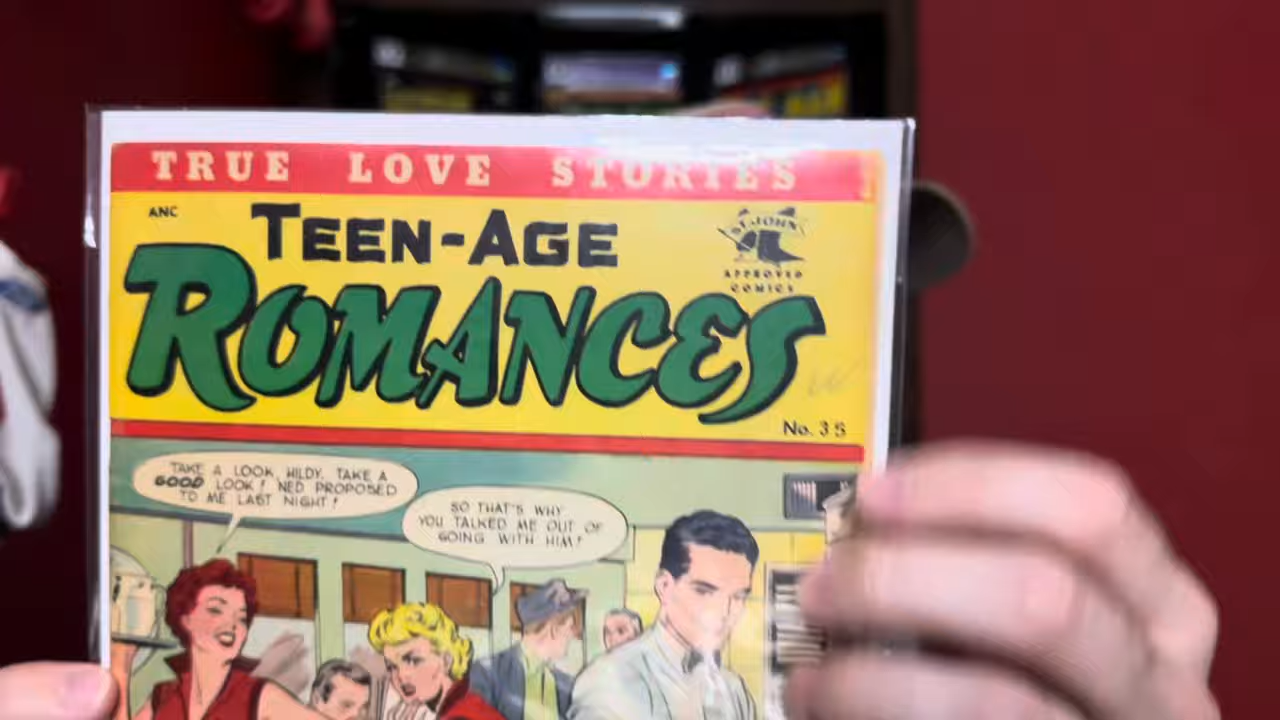 TRUE LOVE STORIES
ANC
TEEN-AGE
ROMANCES
ST. JOHN
APPROVED
COMICS
No. 35
TAKE A LOOK, HILDY. TAKE A
GOOD LOOK! NED PROPOSED
TO ME LAST NIGHT!
SO THAT'S WHY
YOU TALKED ME OUT OF
GOING WITH HIM!